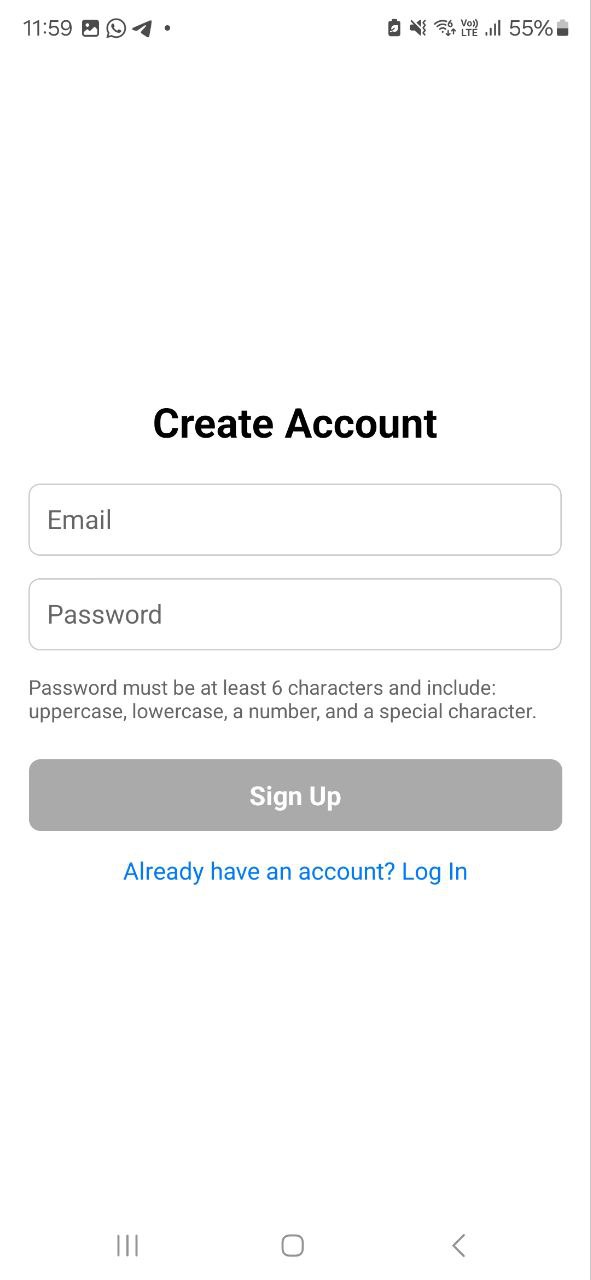 11:59
Vo))
LTE
55%
Create Account
Email
Password
Password must be at least 6 characters and include:
uppercase, lowercase, a number, and a special character.
Sign Up
Already have an account? Log In